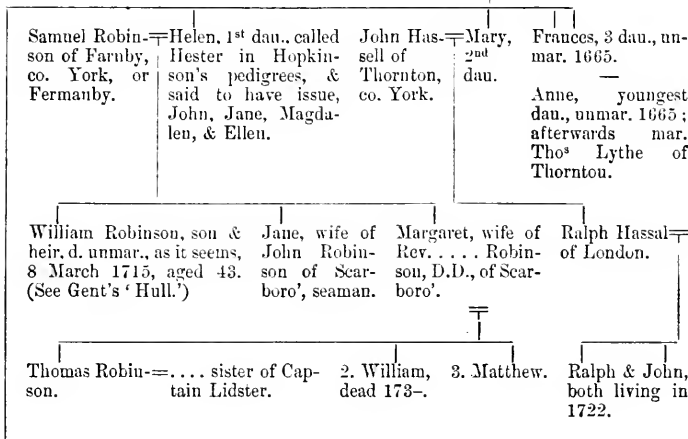 Samuel Robin-
son of Farnby,
co. York, or
Fermanby.
Helen, 1st dau., called
Hester in Hopkin-
son's pedigrees, &
said to have issue,
John, Jane, Magda-
len, & Ellen.
John Has-
sell of
Thornton,
co. York.
Mary,
2nd
dau.
Frances, 3 dau., un-
mar. 1665.
—
Anne, youngest
dau., unmar. 1665;
afterwards mar.
Thos Lythe of
Thornton.
William Robinson, son &
heir, d. unmar., as it seems,
8 March 1715, aged 43.
(See Gent's ‘Hull.’)
Jane, wife of
John Robin-
son of Scar-
boro', seaman.
Margaret, wife of
Rev. . . . . Robin-
son, D.D., of Scar-
boro'.
Ralph Hassal
of London.
Thomas Robin-
son.
. . . . sister of Cap-
tain Lidster.
2. William,
dead 173–.
3. Matthew.
Ralph & John,
both living in
1722.